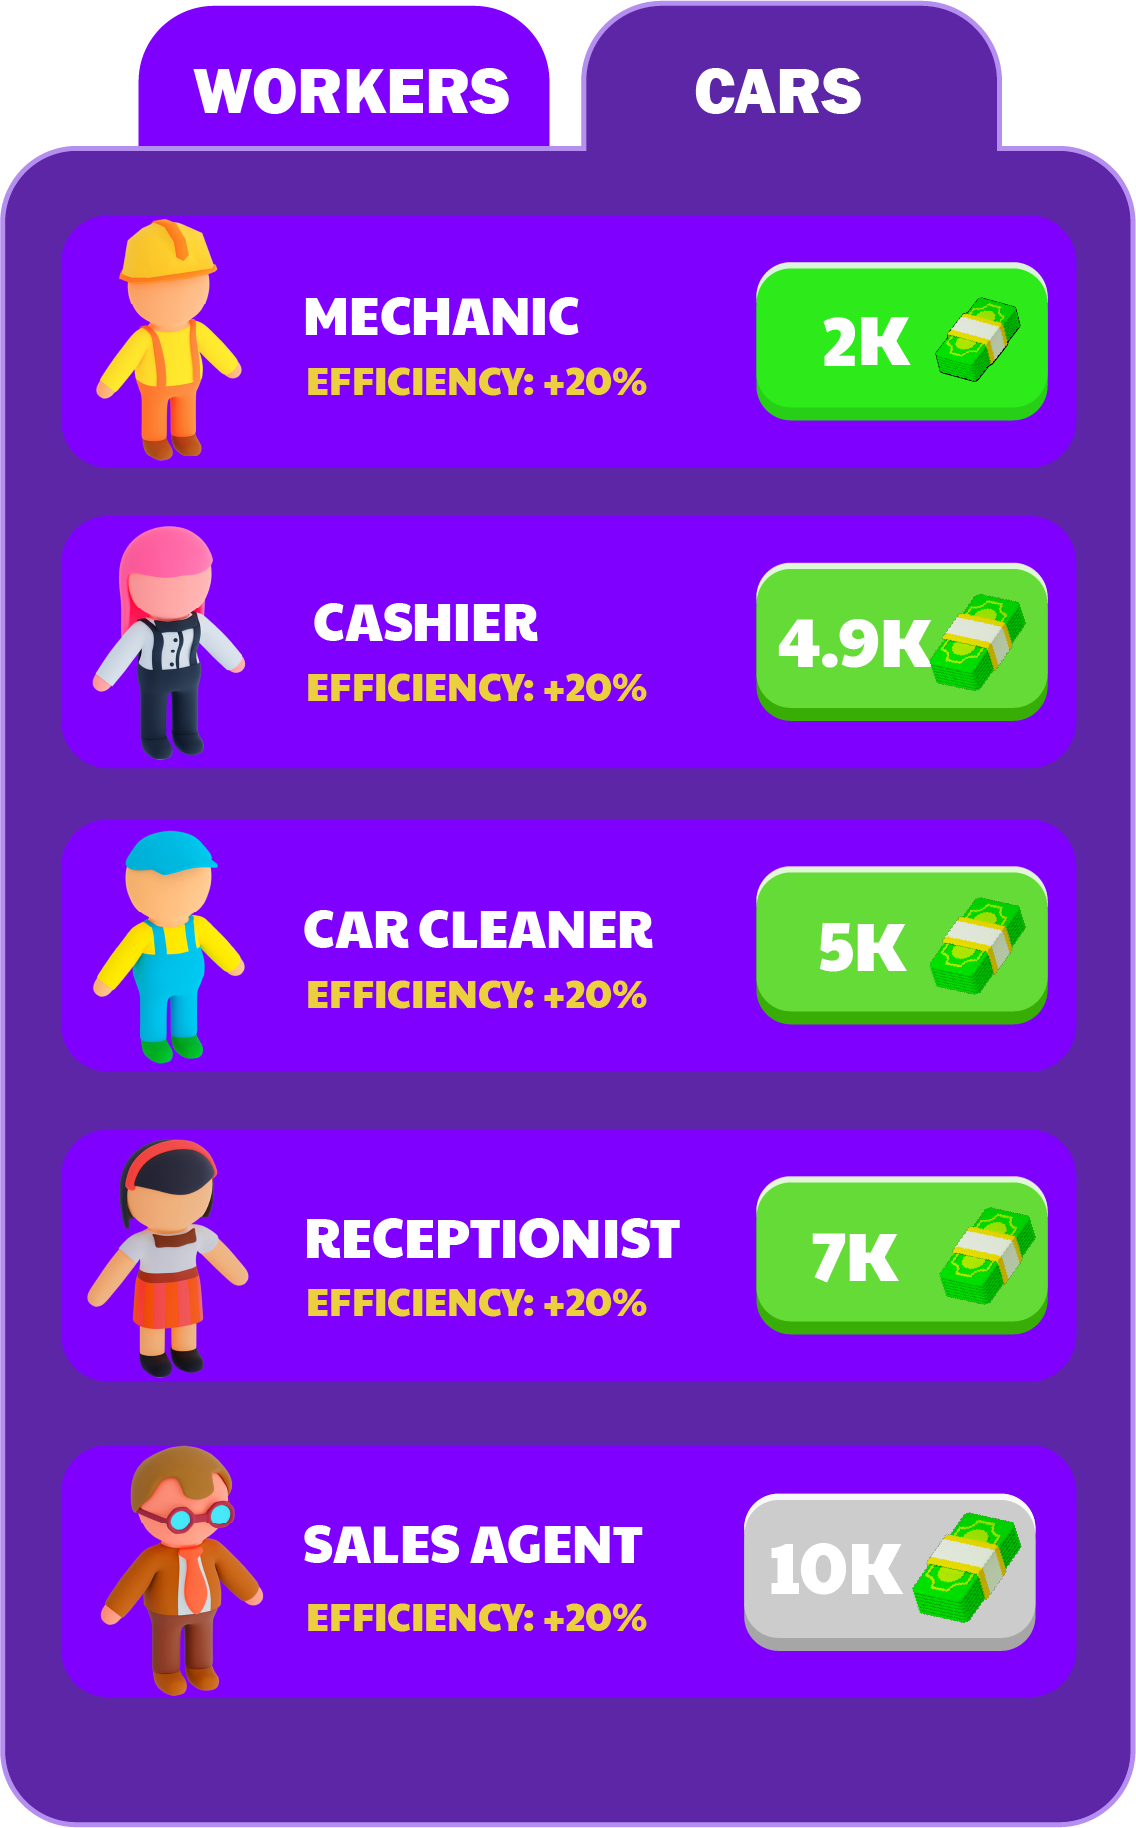 WORKERS
CARS
MECHANIC
EFFICIENCY: +20%
2K
CASHIER
EFFICIENCY: +20%
4.9K
CAR CLEANER
EFFICIENCY: +20%
5K
RECEPTIONIST
EFFICIENCY: +20%
7K
SALES AGENT
EFFICIENCY: +20%
10K